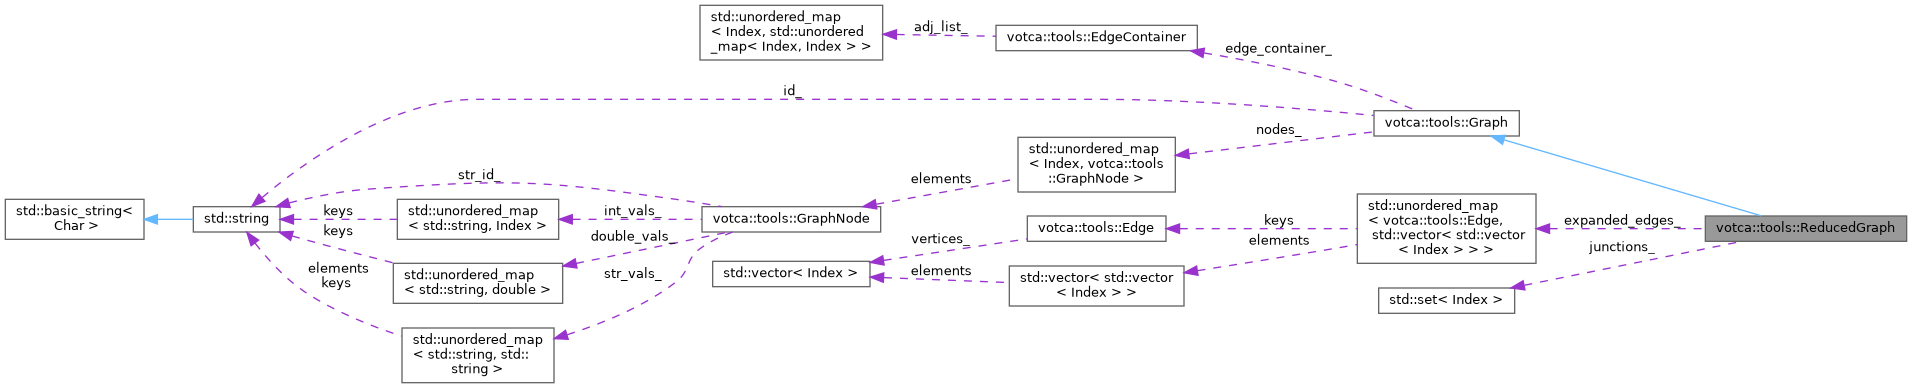 std::unordered_map
< Index, std::unordered
_map< Index, Index > >
adj_list_
votca::tools::EdgeContainer
edge_container_
id_
votca::tools::Graph
nodes_
std::unordered_map
< Index, votca::tools
::GraphNode >
elements
str_id_
std::basic_string<
Char >
std::string
keys
keys
std::unordered_map
< std::string, Index >
int_vals_
votca::tools::GraphNode
double_vals_
std::unordered_map
< std::string, double >
elements
keys
str_vals_
std::unordered_map
< std::string, std::
string >
votca::tools::Edge
vertices_
std::vector< Index >
elements
std::vector< std::vector
< Index > >
keys
elements
std::unordered_map
< votca::tools::Edge,
std::vector< std::vector
< Index > > >
expanded_edges_
votca::tools::ReducedGraph
junctions_
std::set< Index >